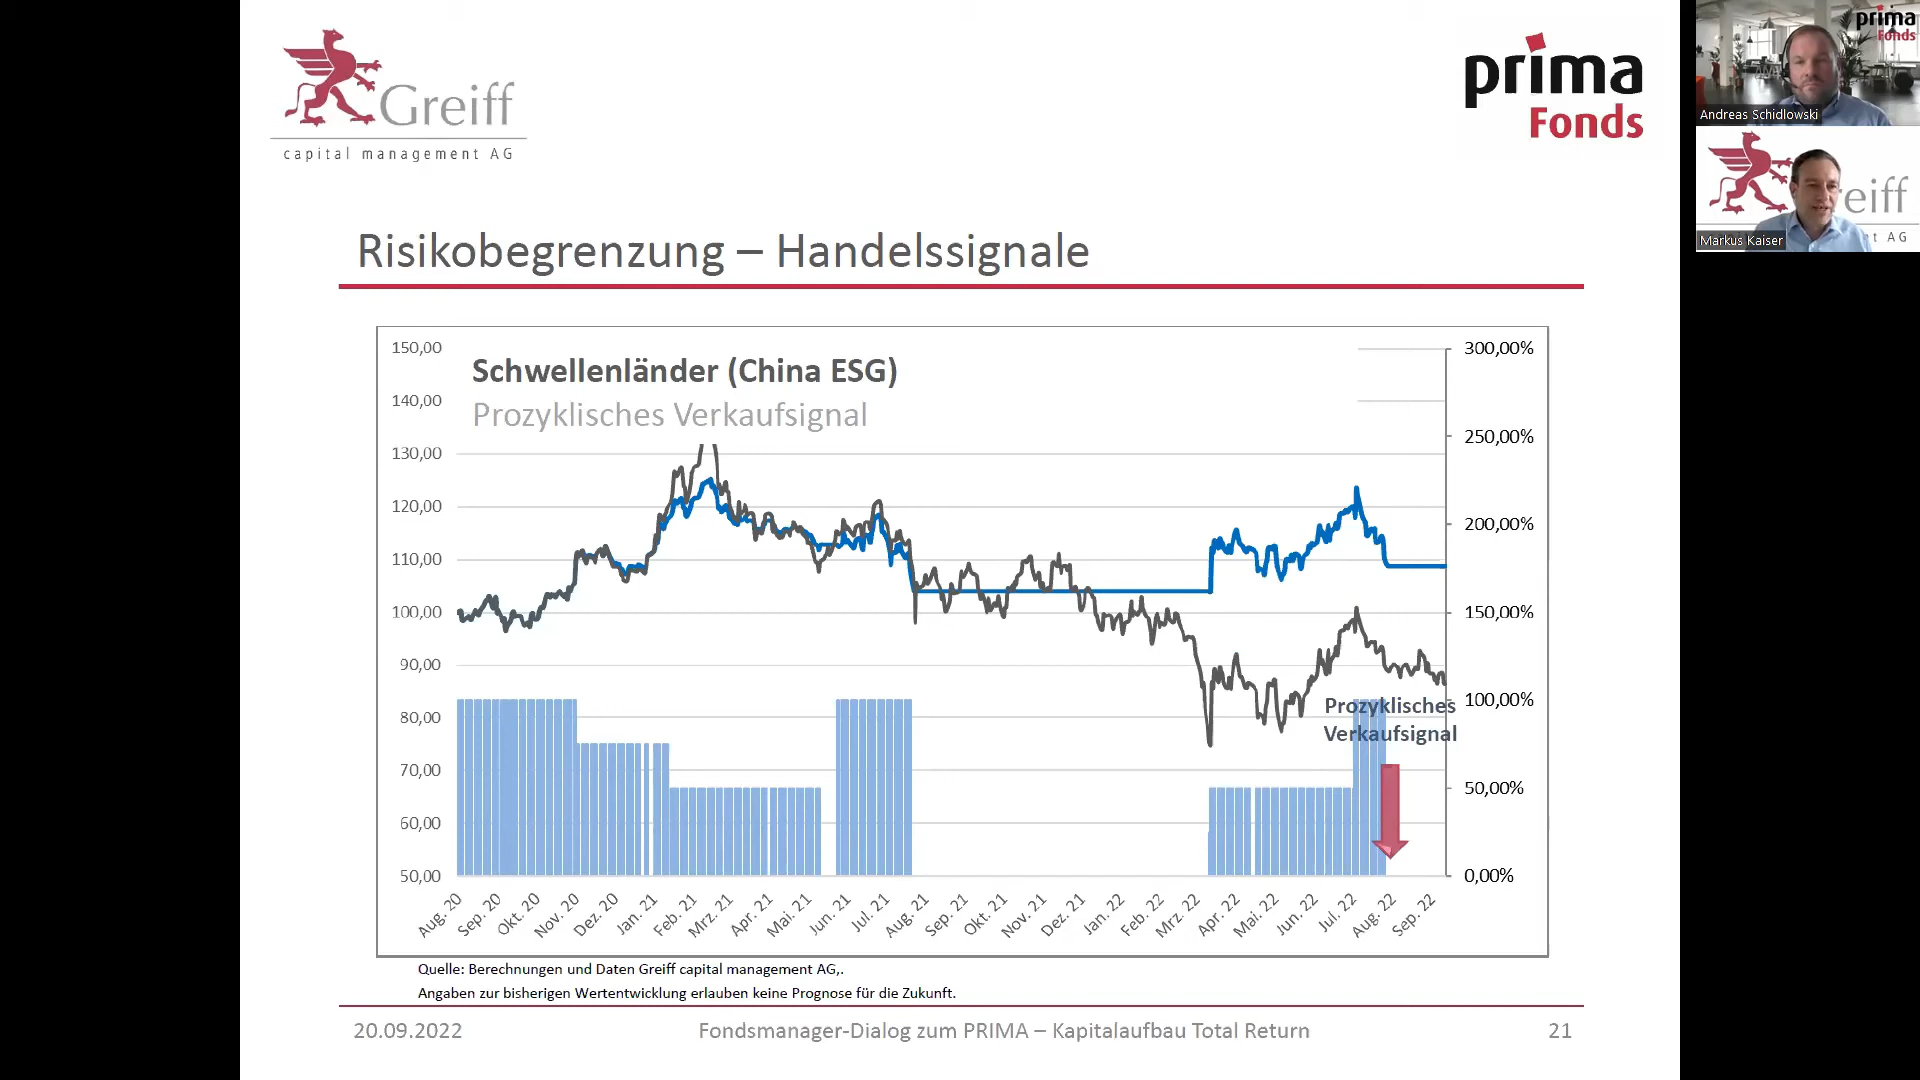 Greiff
capital management AG
prima
Fonds
Risikobegrenzung – Handelssignale
Schwellenländer (China ESG)
Prozyklisches Verkaufsignal
150,00
140,00
130,00
120,00
110,00
100,00
90,00
80,00
70,00
60,00
50,00
300,00%
250,00%
200,00%
150,00%
100,00%
50,00%
0,00%
Prozyklisches
Verkaufsignal
Aug. 20
Sep. 20
Okt. 20
Nov. 20
Dez. 20
Jan. 21
Feb. 21
Mrz. 21
Apr. 21
Mai. 21
Jun. 21
Jul. 21
Aug. 21
Sep. 21
Okt. 21
Nov. 21
Dez. 21
Jan. 22
Feb. 22
Mrz. 22
Apr. 22
Mai. 22
Jun. 22
Jul. 22
Aug. 22
Sep. 22
Quelle: Berechnungen und Daten Greiff capital management AG,.
Angaben zur bisherigen Wertentwicklung erlauben keine Prognose für die Zukunft.
20.09.2022
Fondsmanager-Dialog zum PRIMA – Kapitalaufbau Total Return
21
prima
Fonds
Andreas Schidlowski
eiff
t AG
Markus Kaiser